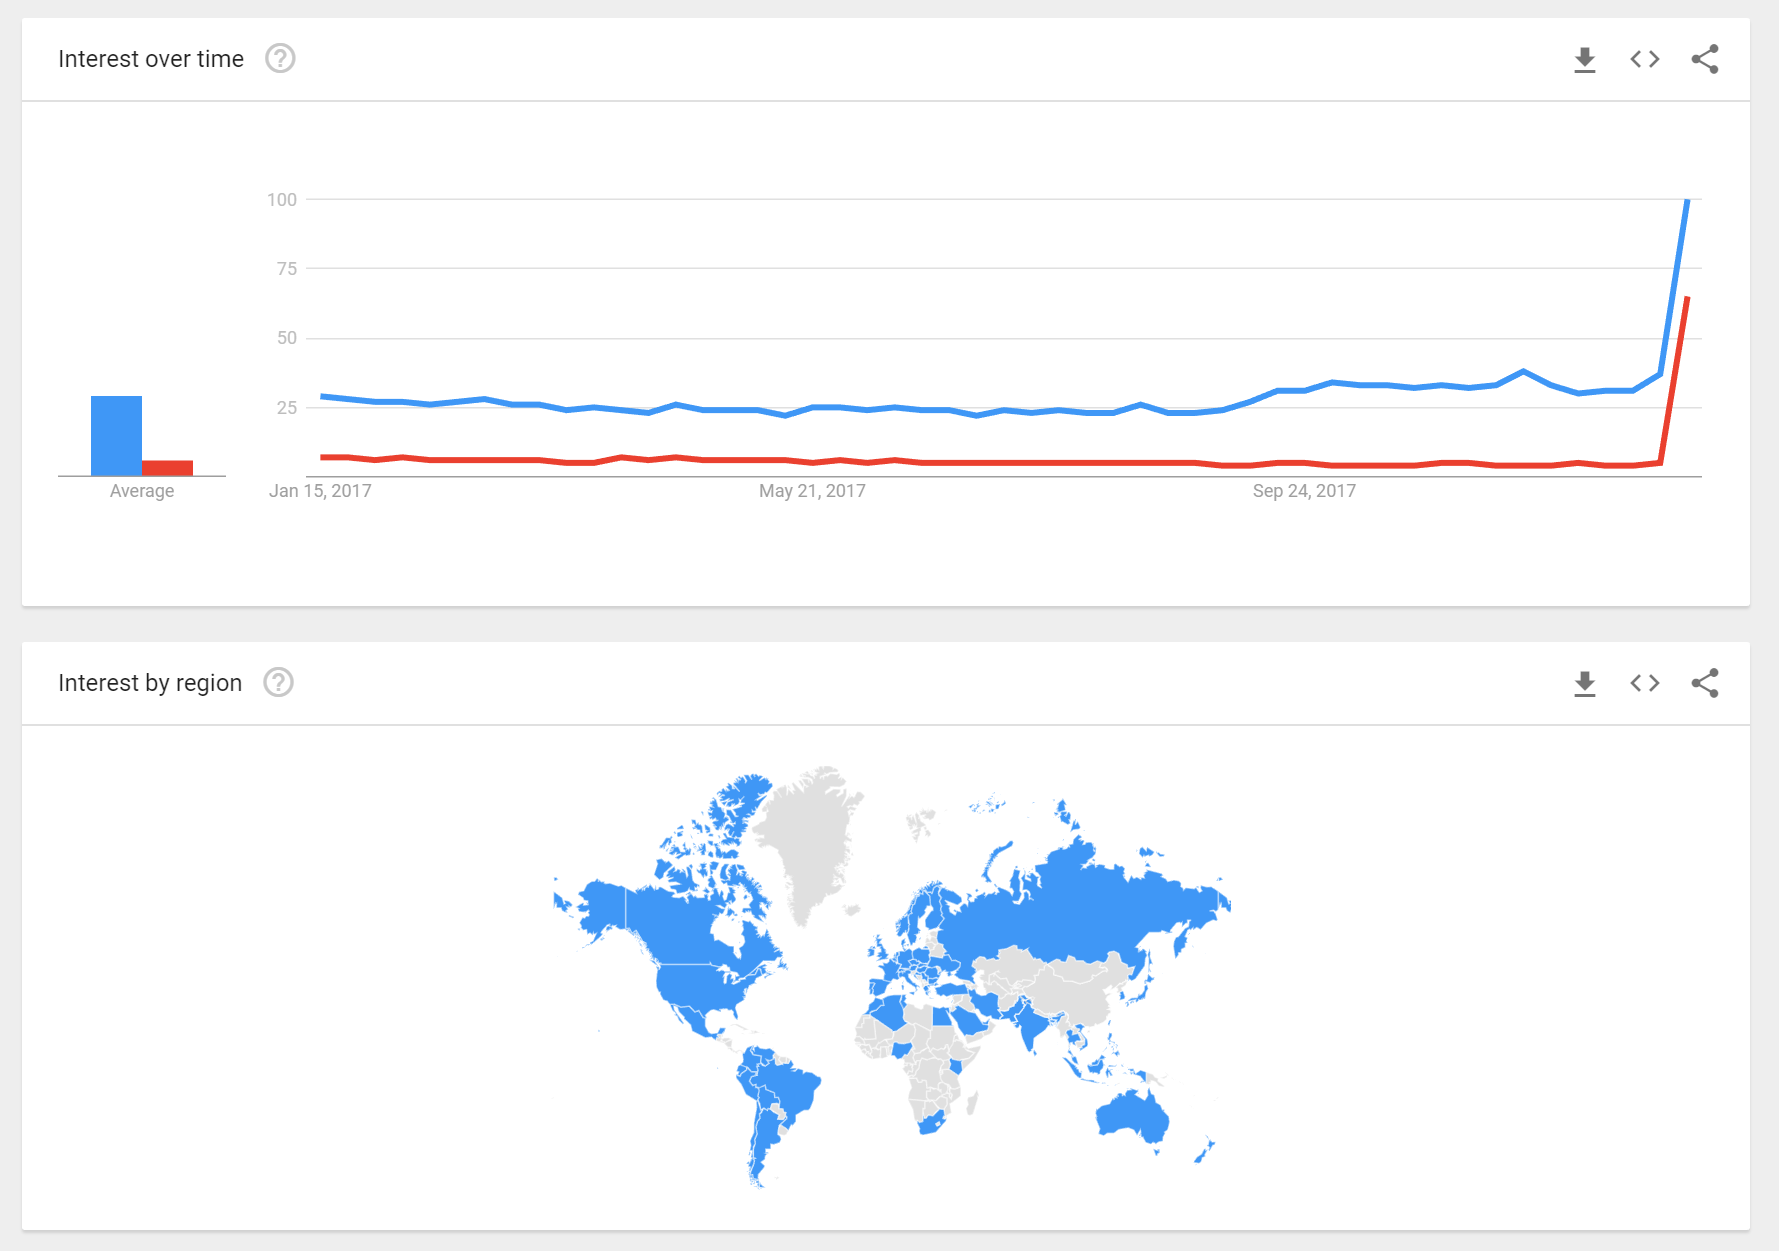 Interest over time ?
100
75
50
25
Average
Jan 15, 2017 May 21, 2017 Sep 24, 2017
Interest by region ?